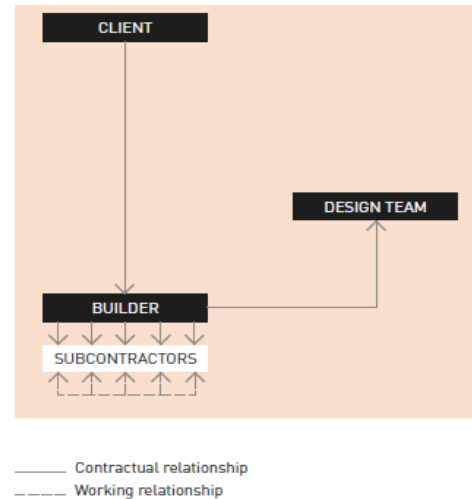 CLIENT
DESIGN TEAM
BUILDER
SUBCONTRACTORS
Contractual relationship
Working relationship